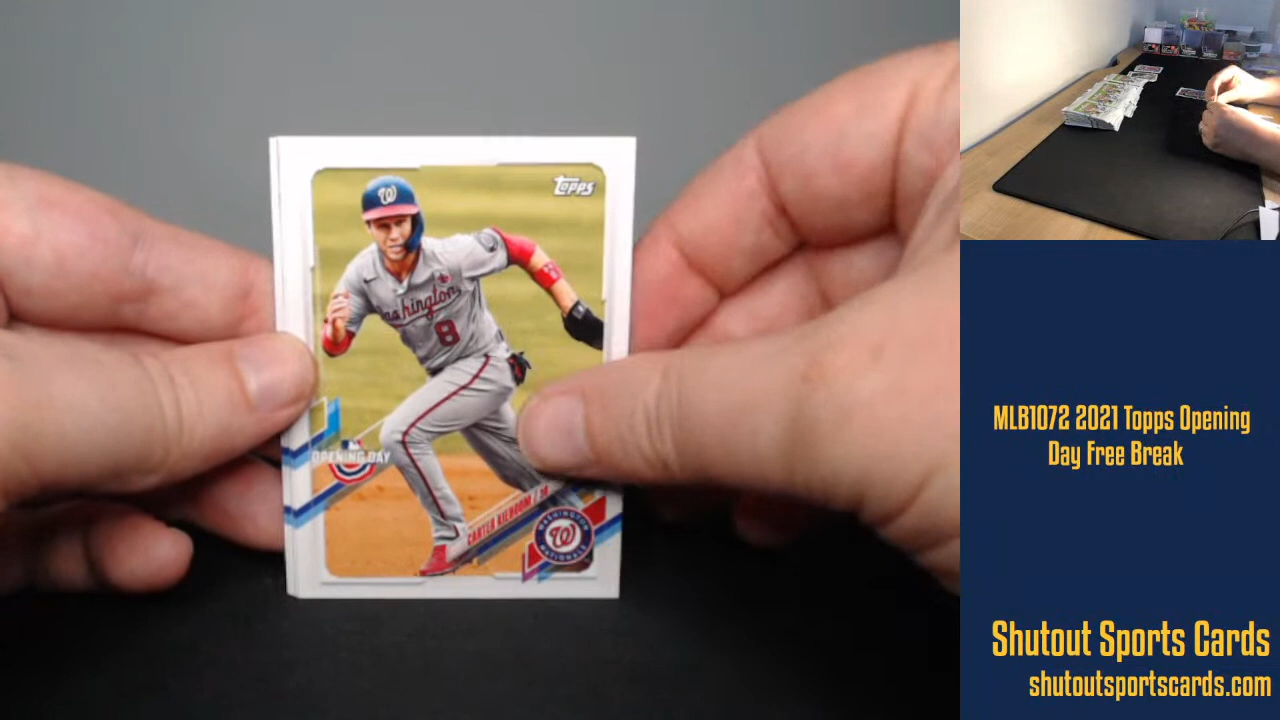 Topps
W
Washington
8
OPENING DAY
CARTER KIEBOOM / 3B
WASHINGTON
W
NATIONALS
MLB1072 2021 Topps Opening
Day Free Break
Shutout Sports Cards
shutoutsportscards.com